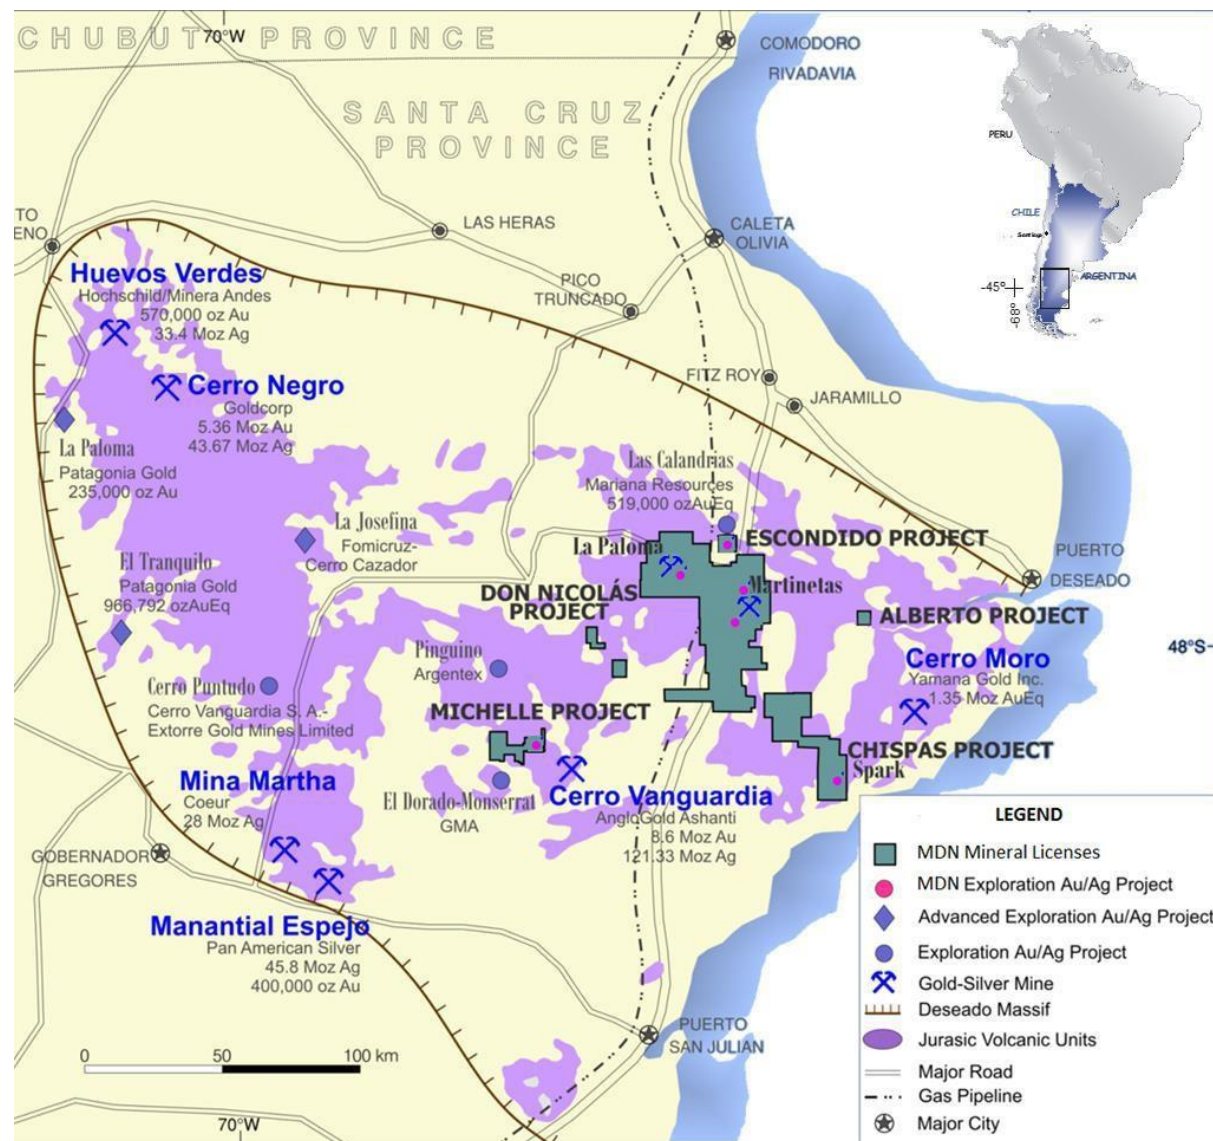 CHUBUT PROVINCE
70°W
COMODORO
RIVADAVIA
SANTA CRUZ
PROVINCE
PERU
CHILE
Santiago
ARGENTINA
-45°
-68°
TO
ENO
LAS HERAS
CALETA
OLIVIA
PICO
TRUNCADO
Huevos Verdes
Hochschild/Minera Andes
570,000 oz Au
33.4 Moz Ag
Cerro Negro
Goldcorp
5.36 Moz Au
43.67 Moz Ag
FITZ ROY
JARAMILLO
La Paloma
Patagonia Gold
235,000 oz Au
Las Calandrias
Mariana Resources
519,000 ozAuEq
La Josefina
Fomicruz-
Cerro Cazador
El Tranquilo
Patagonia Gold
966,792 ozAuEq
La Paloma
ESCONDIDO PROJECT
PUERTO
DESEADO
DON NICOLÁS
PROJECT
Martinetas
ALBERTO PROJECT
48°S
Pinguino
Argentex
Cerro Moro
Yamana Gold Inc.
1.35 Moz AuEq
Cerro Puntudo
Cerro Vanguardia S. A.-
Extorre Gold Mines Limited
MICHELLE PROJECT
CHISPAS PROJECT
Spark
Mina Martha
Coeur
28 Moz Ag
El Dorado-Monserrat
GMA
Cerro Vanguardia
AngloGold Ashanti
8.6 Moz Au
121.33 Moz Ag
GOBERNADOR
GREGORES
Manantial Espejo
Pan American Silver
45.8 Moz Ag
400,000 oz Au
PUERTO
SAN JULIAN
0 50 100 km
70°W
LEGEND
MDN Mineral Licenses
MDN Exploration Au/Ag Project
Advanced Exploration Au/Ag Project
Exploration Au/Ag Project
Gold-Silver Mine
Deseado Massif
Jurasic Volcanic Units
Major Road
Gas Pipeline
Major City